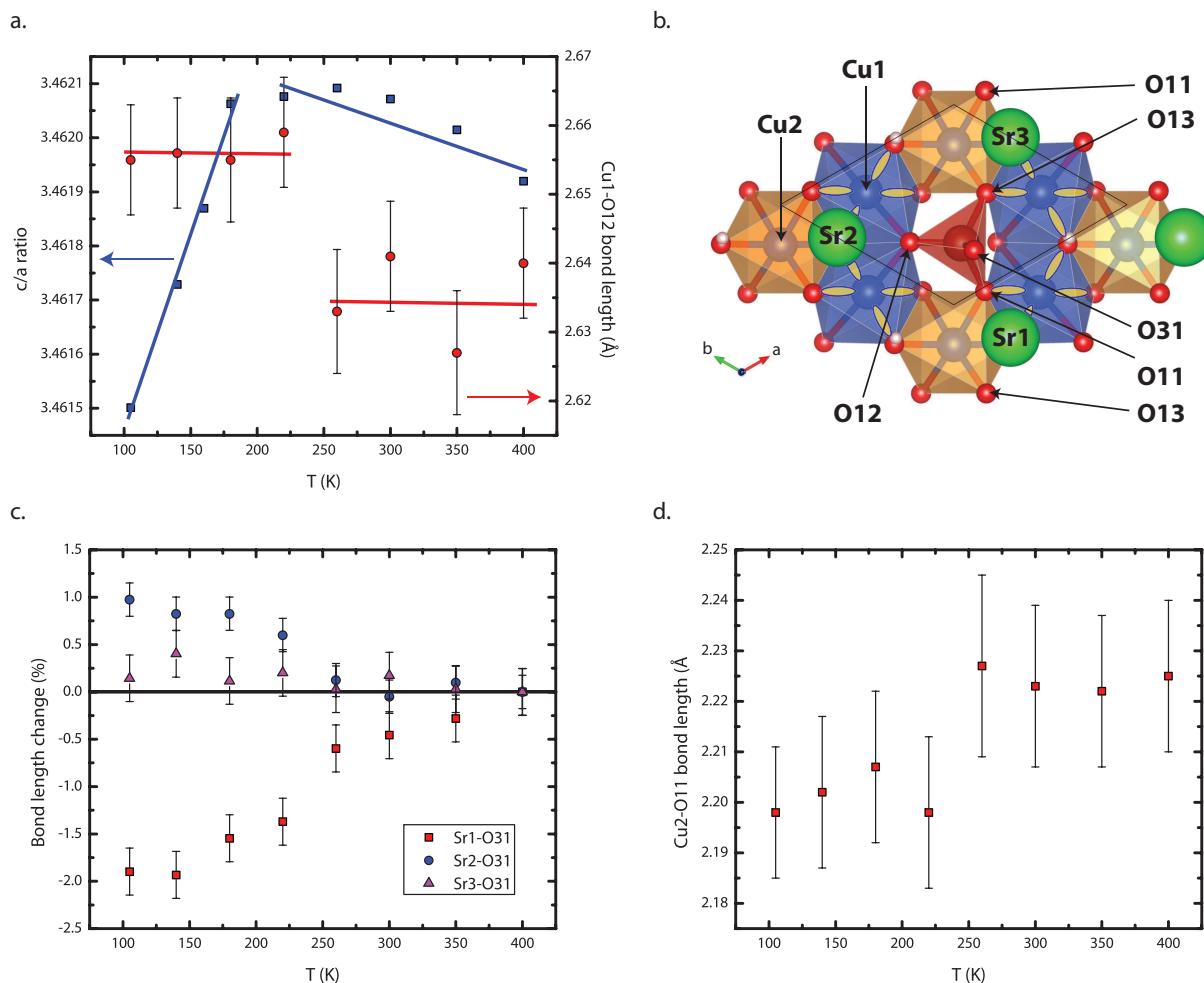 a.
3.4621
3.4620
3.4619
3.4618
3.4617
3.4616
3.4615
c/a ratio
2.67
2.66
2.65
2.64
2.63
2.62
Cu1-O12 bond length (Å)
100 150 200 250 300 350 400
T (K)
b.
Cu1
Cu2
O11
O13
Sr3
Sr2
Sr1
O31
O11
O12
O13
b a
c.
1.5
1.0
0.5
0.0
-0.5
-1.0
-1.5
-2.0
-2.5
Bond length change (%)
Sr1-O31
Sr2-O31
Sr3-O31
100 150 200 250 300 350 400
T (K)
d.
2.25
2.24
2.23
2.22
2.21
2.20
2.19
2.18
Cu2-O11 bond length (Å
100 150 200 250 300 350 400
T (K)